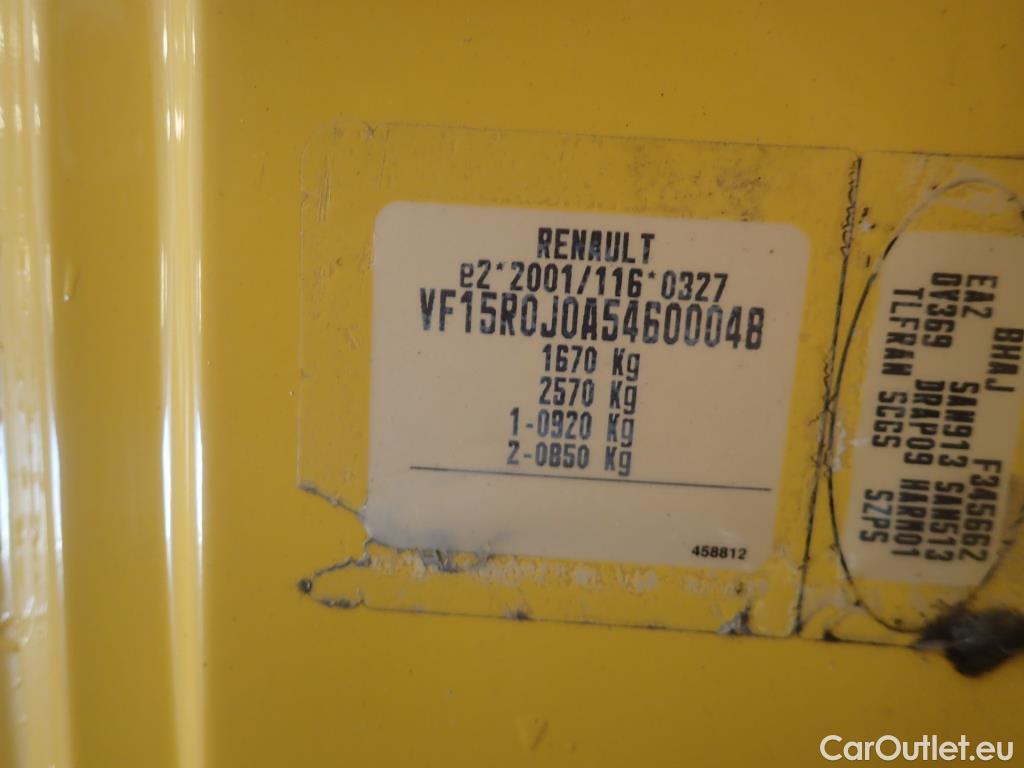 RENAULT
e2*2001/116*0327
VF15R0J0A54600048
1670 Kg
2570 Kg
1-0920 Kg
2-0850 Kg
458812
BHAJ F345662
EA2 SAN913 SAN513
OV369 DRAP09 HARM01
TLFRAN SCGS SZPS
CarOutlet.eu